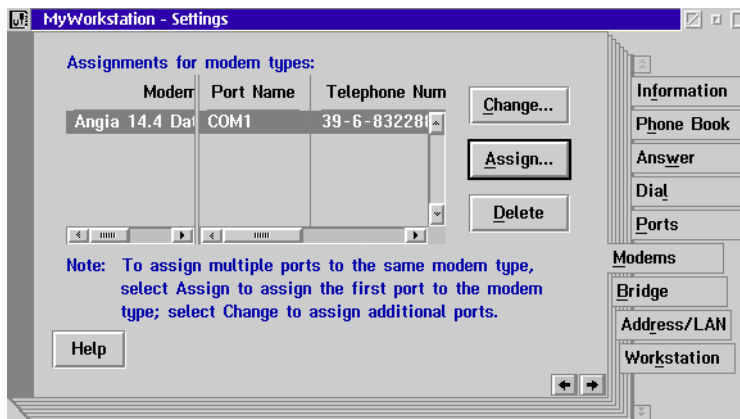 MyWorkstation - Settings
Assignments for modem types:
Modem Port Name Telephone Num
Angia 14.4 Dat COM1 39-6-83228
Change...
Assign...
Delete
Note: To assign multiple ports to the same modem type,
select Assign to assign the first port to the modem
type; select Change to assign additional ports.
Help
Information
Phone Book
Answer
Dial
Ports
Modems
Bridge
Address/LAN
Workstation